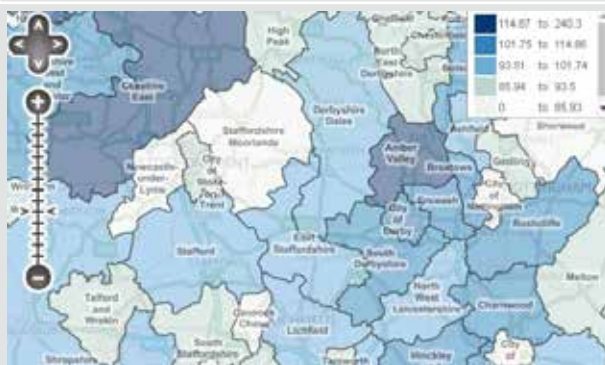 114.87 to 240.3
101.75 to 114.86
93.51 to 101.74
85.94 to 93.5
0 to 85.93
High
Peak
Cheshire
East
North
East
Derbyshire
Derbyshire
Dales
Staffordshire
Moorlands
Amber
Valley
Ashfield
Sherwood
Newcastle-
under-
Lyme
City
of
Stoke-
on-
Trent
Broxtowe
Gedling
City
of
Erewash
City
of
Derby
Rushcliffe
Stafford
East
Staffordshire
South
Derbyshire
Melton
North
West
Leicestershire
Charnwood
Telford
and
Wrekin
Cannock
Chase
South
Staffordshire
Lichfield
Shropshire
Tamworth
Hinckley
City
of